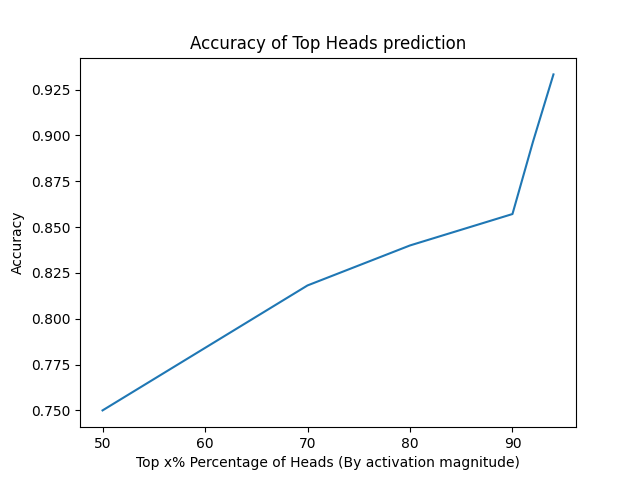 Accuracy of Top Heads prediction
0.925
0.900
0.875
0.850
0.825
0.800
0.775
0.750
Accuracy
50 60 70 80 90
Top x% Percentage of Heads (By activation magnitude)